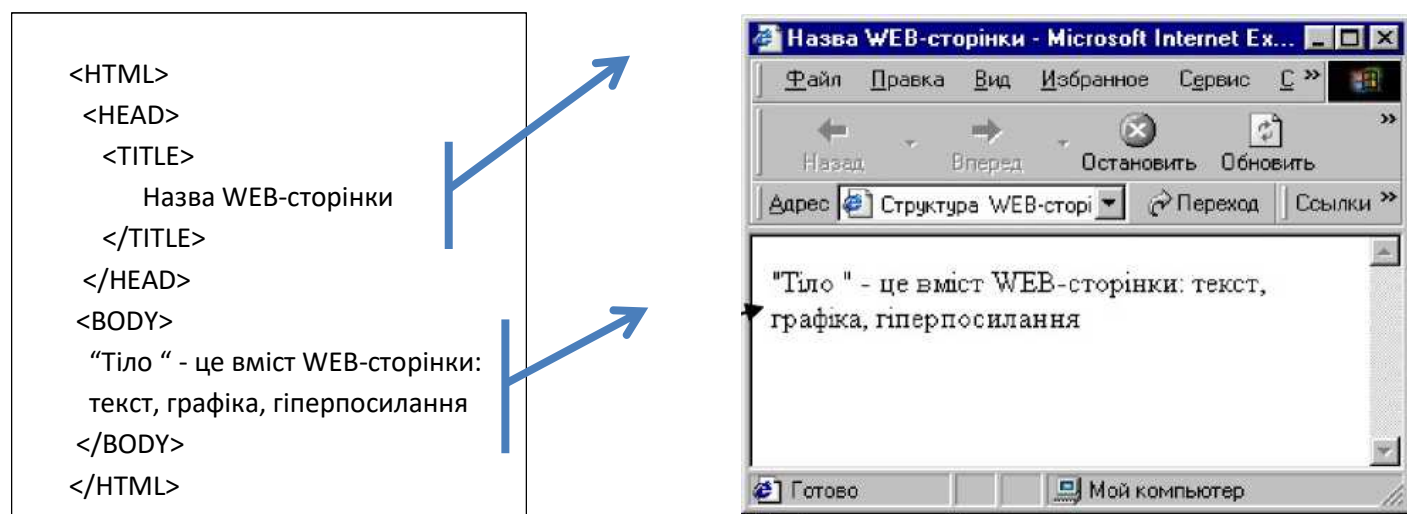 <HTML>
<HEAD>
<TITLE>
Назва WEB-сторінки
</TITLE>
</HEAD>
<BODY>
“Тіло “ - це вміст WEB-сторінки:
текст, графіка, гіперпосилання
</BODY>
</HTML>
Назва WEB-сторінки - Microsoft Internet Ex...
Файл Правка Вид Избранное Сервис С »
Назад Вперед Остановить Обновить »
Адрес Структура WEB-сторі Переход Ссылки »
"Тіло " - це вміст WEB-сторінки: текст,
графіка, гіперпосилання
Готово Мой компьютер